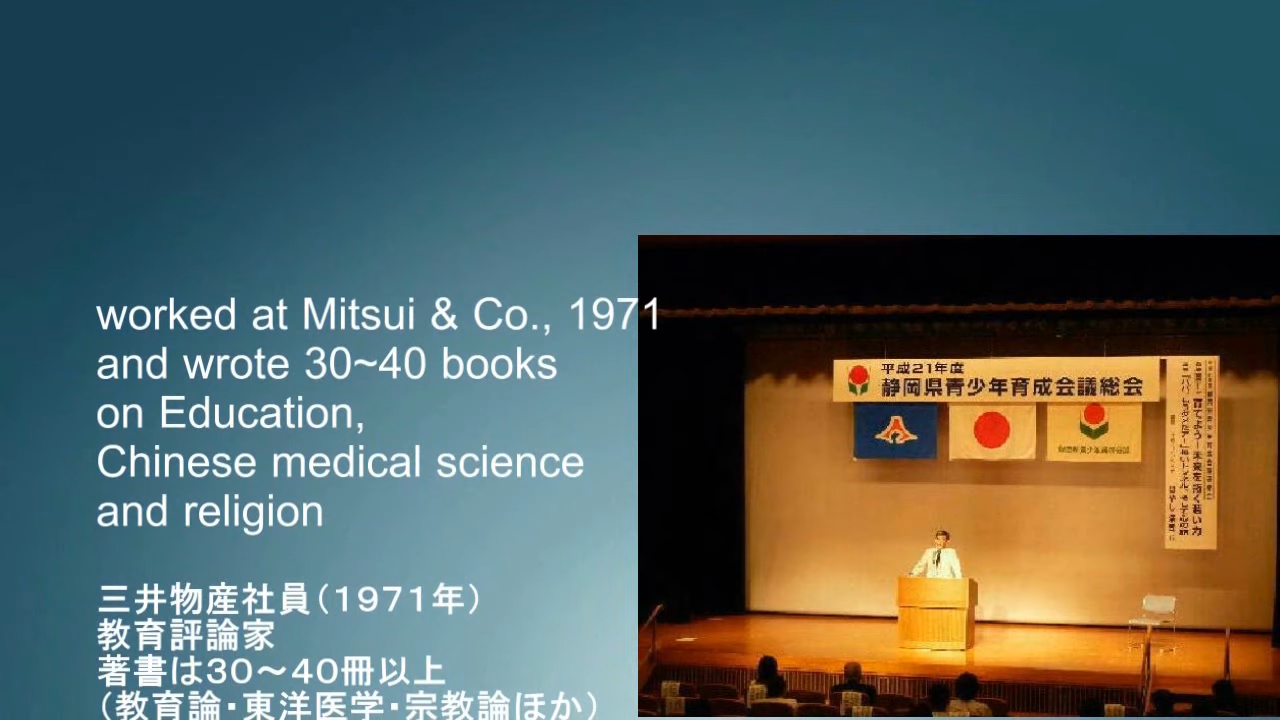 worked at Mitsui & Co., 1971
and wrote 30~40 books
on Education,
Chinese medical science
and religion
三井物産社員（１９７１年）
教育評論家
著書は３０～４０冊以上
（教育論・東洋医学・宗教論ほか）
平成21年度
静岡県青少年育成会議総会